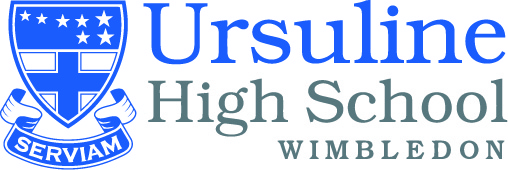 Ursuline
High School
WIMBLEDON
SERVIAM